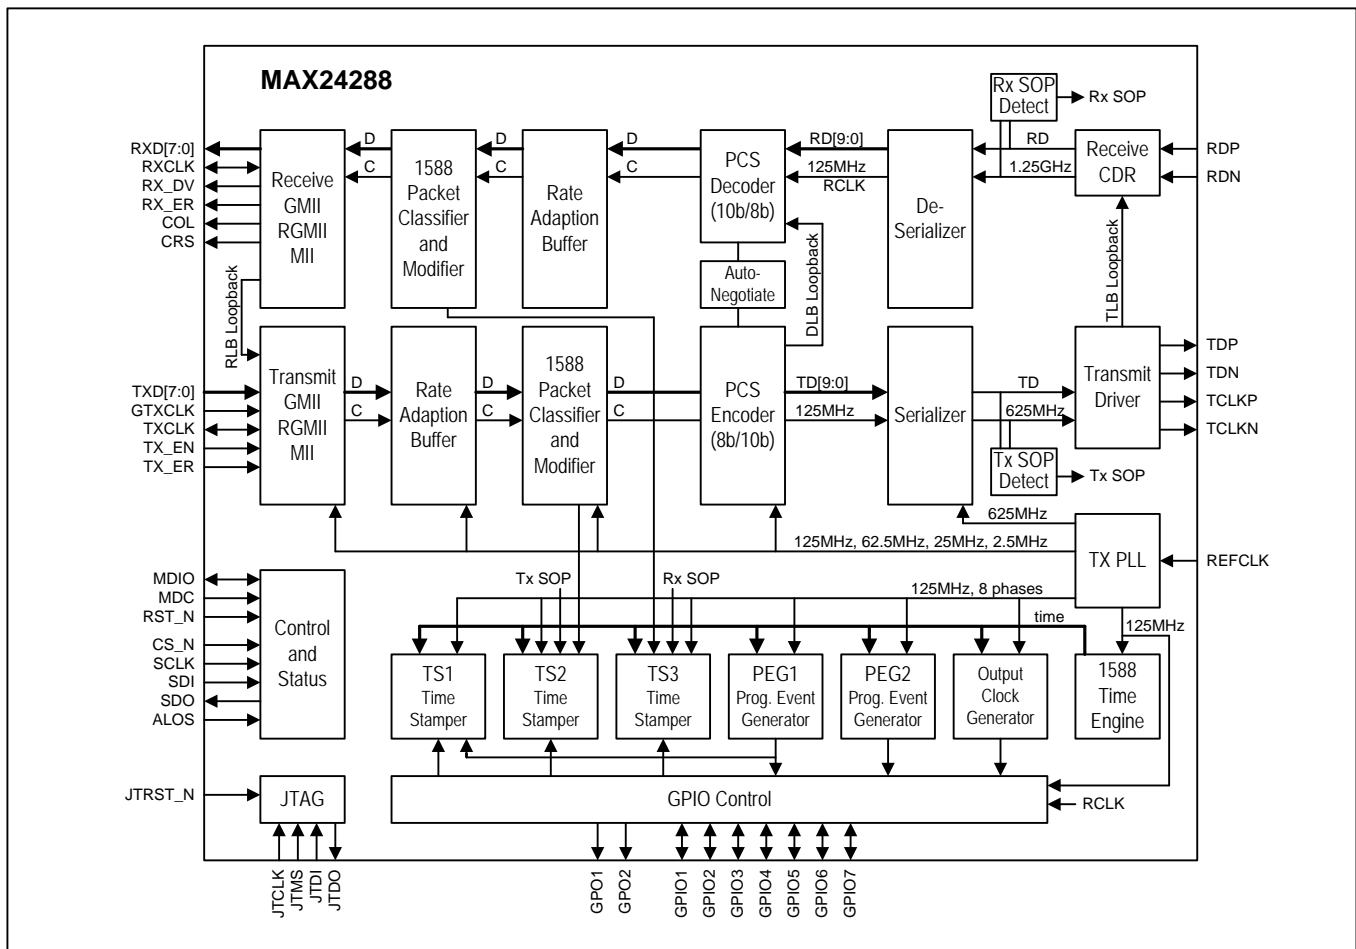 MAX24288
Rx SOP
Detect
Rx SOP
RXD[7:0]
RXCLK
RX_DV
RX_ER
COL
CRS
Receive
GMII
RGMII
MII
D
C
1588
Packet
Classifier
and
Modifier
D
C
Rate
Adaption
Buffer
D
C
PCS
Decoder
(10b/8b)
RD[9:0]
125MHz
RCLK
De-
Serializer
RD
1.25GHz
Receive
CDR
RDP
RDN
RLB Loopback
Auto-
Negotiate
DLB Loopback
TLB Loopback
TXD[7:0]
GTXCLK
TXCLK
TX_EN
TX_ER
Transmit
GMII
RGMII
MII
D
C
Rate
Adaption
Buffer
D
C
1588
Packet
Classifier
and
Modifier
D
C
PCS
Encoder
(8b/10b)
TD[9:0]
125MHz
Serializer
TD
625MHz
Transmit
Driver
TDP
TDN
TCLKP
TCLKN
Tx SOP
Detect
Tx SOP
625MHz
125MHz, 62.5MHz, 25MHz, 2.5MHz
TX PLL
REFCLK
MDIO
MDC
RST_N
CS_N
SCLK
SDI
SDO
ALOS
Control
and
Status
Tx SOP
Rx SOP
125MHz, 8 phases
time
125MHz
TS1
Time
Stamper
TS2
Time
Stamper
TS3
Time
Stamper
PEG1
Prog. Event
Generator
PEG2
Prog. Event
Generator
Output
Clock
Generator
1588
Time
Engine
JTRST_N
JTAG
GPIO Control
RCLK
JTCLK
JTMS
JTDI
JTDO
GPO1
GPO2
GPIO1
GPIO2
GPIO3
GPIO4
GPIO5
GPIO6
GPIO7